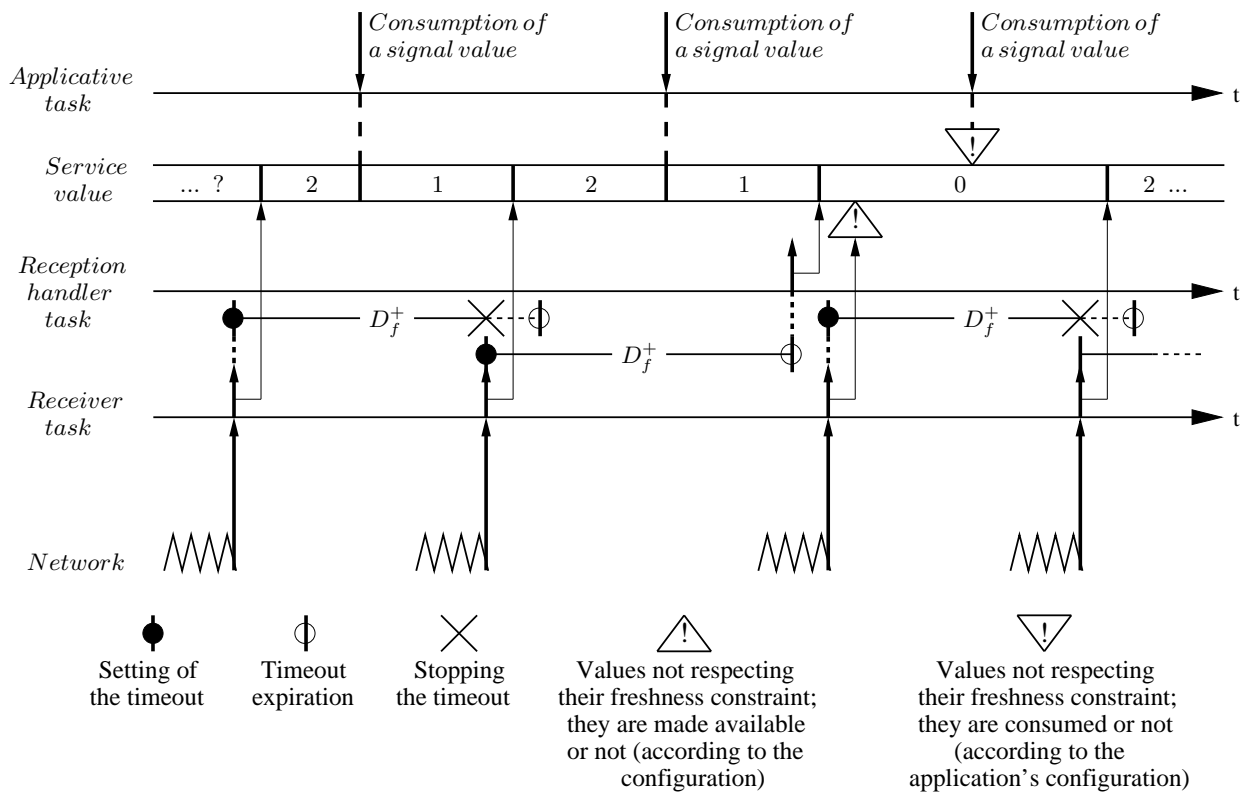 Consumption of
a signal value
Consumption of
a signal value
Consumption of
a signal value
Applicative
task
t
!
Service
value
... ?
2
1
2
1
0
2 ...
!
Reception
handler
task
t
D_f^+
D_f^+
D_f^+
Receiver
task
t
Network
!
!
Setting of
the timeout
Timeout
expiration
Stopping
the timeout
Values not respecting
their freshness constraint;
they are made available
or not (according to the
configuration)
Values not respecting
their freshness constraint;
they are consumed or not
(according to the
application's configuration)